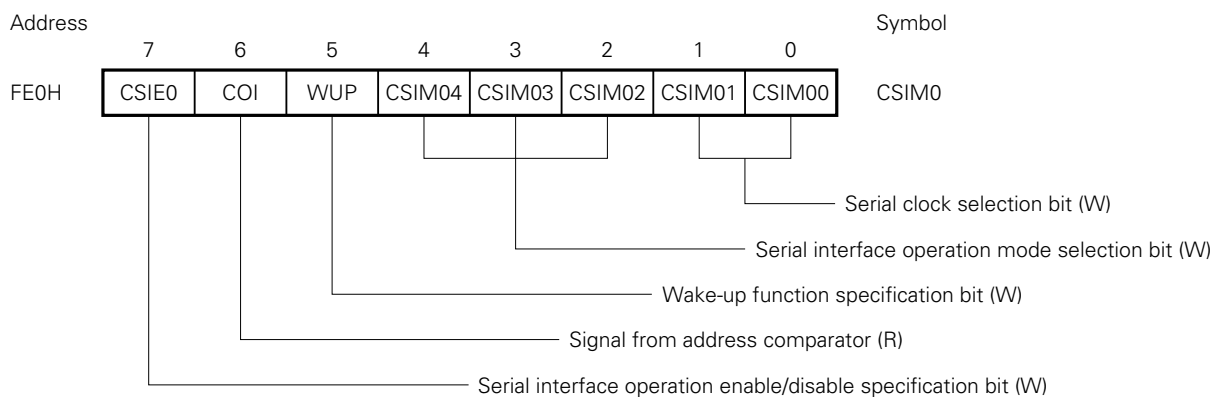 Address Symbol
7 6 5 4 3 2 1 0
FE0H CSIE0 COI WUP CSIM04 CSIM03 CSIM02 CSIM01 CSIM00 CSIM0
Serial clock selection bit (W)
Serial interface operation mode selection bit (W)
Wake-up function specification bit (W)
Signal from address comparator (R)
Serial interface operation enable/disable specification bit (W)